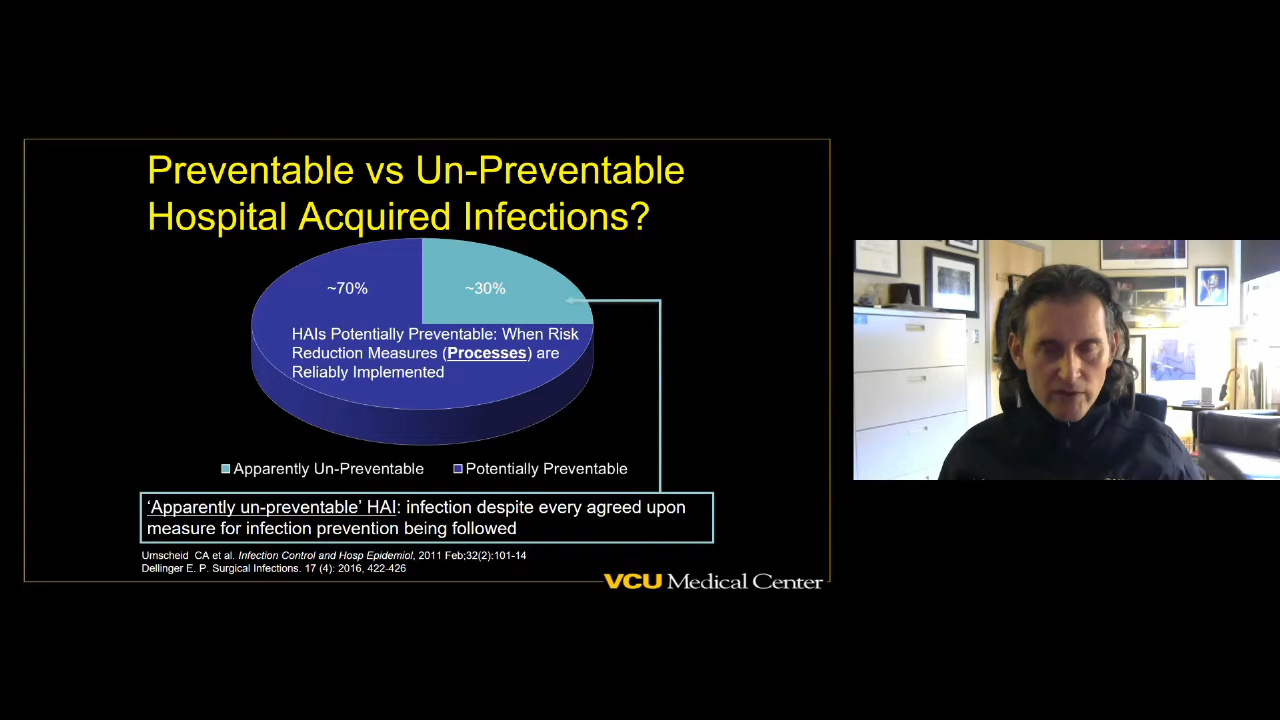 Preventable vs Un-Preventable
Hospital Acquired Infections?
~70%
~30%
HAIs Potentially Preventable: When Risk
Reduction Measures (Processes) are
Reliably Implemented
Apparently Un-Preventable
Potentially Preventable
‘Apparently un-preventable’ HAI: infection despite every agreed upon
measure for infection prevention being followed
Umscheid CA et al. Infection Control and Hosp Epidemiol, 2011 Feb;32(2):101-14
Dellinger E. P. Surgical Infections. 17 (4): 2016, 422-426
VCU Medical Center